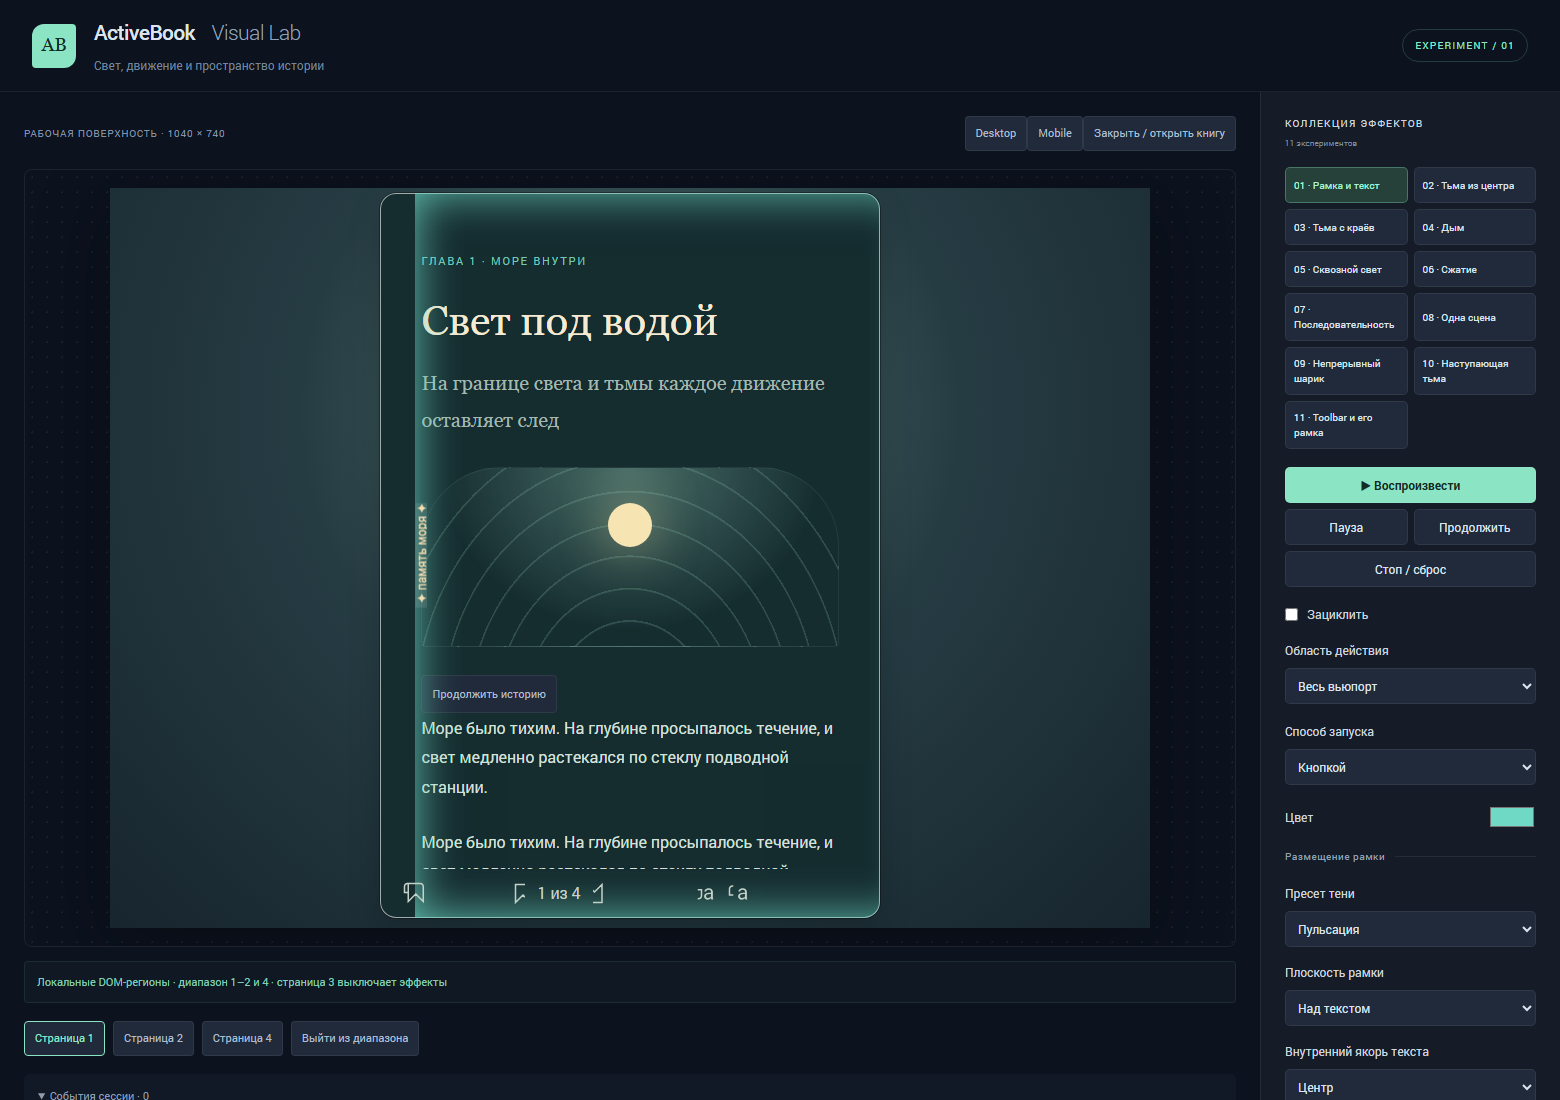 AB
ActiveBook Visual Lab
Свет, движение и пространство истории
EXPERIMENT / 01
РАБОЧАЯ ПОВЕРХНОСТЬ · 1040 × 740
Desktop
Mobile
Закрыть / открыть книгу
ГЛАВА 1 · МОРЕ ВНУТРИ
Свет под водой
На границе света и тьмы каждое движение
оставляет след
✦ память моря ✦
Продолжить историю
Море было тихим. На глубине просыпалось течение, и
свет медленно растекался по стеклу подводной
станции.
Море было тихим. На глубине просыпалось течение, и
1 из 4
Локальные DOM-регионы · диапазон 1–2 и 4 · страница 3 выключает эффекты
Страница 1
Страница 2
Страница 4
Выйти из диапазона
▼ События сессии · 0
КОЛЛЕКЦИЯ ЭФФЕКТОВ
11 экспериментов
01 · Рамка и текст
02 · Тьма из центра
03 · Тьма с краёв
04 · Дым
05 · Сквозной свет
06 · Сжатие
07 ·
Последовательность
08 · Одна сцена
09 · Непрерывный
шарик
10 · Наступающая
тьма
11 · Toolbar и его
рамка
▶ Воспроизвести
Пауза
Продолжить
Стоп / сброс
Зациклить
Область действия
Весь вьюпорт
Способ запуска
Кнопкой
Цвет
Размещение рамки
Пресет тени
Пульсация
Плоскость рамки
Над текстом
Внутренний якорь текста
Центр